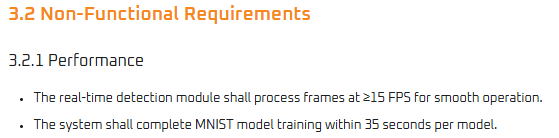 3.2 Non-Functional Requirements
3.2.1 Performance
• The real-time detection module shall process frames at ≥15 FPS for smooth operation.
• The system shall complete MNIST model training within 35 seconds per model.